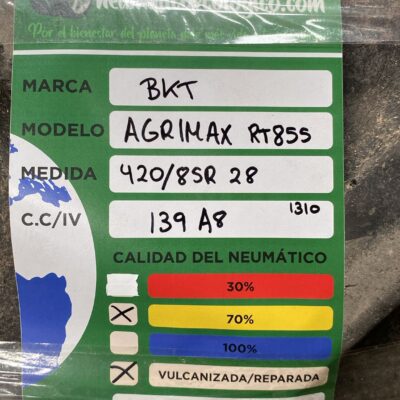 Por el bienestar del planeta
MARCA BKT
MODELO AGRIMAX RT855
MEDIDA 420/85R 28
C.C/IV 139 A8 1310
CALIDAD DEL NEUMÁTICO
30%
70%
100%
VULCANIZADA/REPARADA